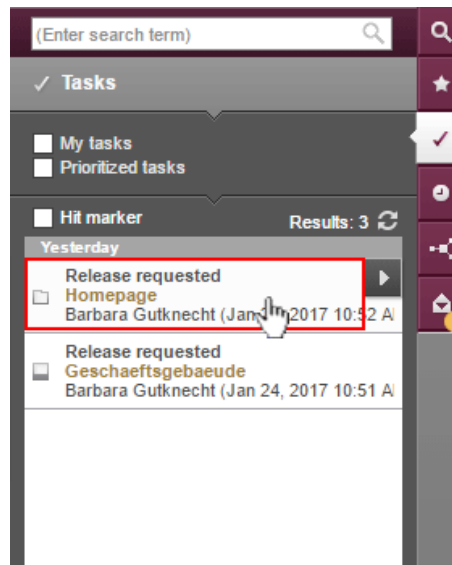 (Enter search term)
Tasks
My tasks
Prioritized tasks
Hit marker
Results: 3
Yesterday
Release requested
Homepage
Barbara Gutknecht (Jan 2017 10:52 A
Release requested
Geschaeftsgebaeude
Barbara Gutknecht (Jan 24, 2017 10:51 A